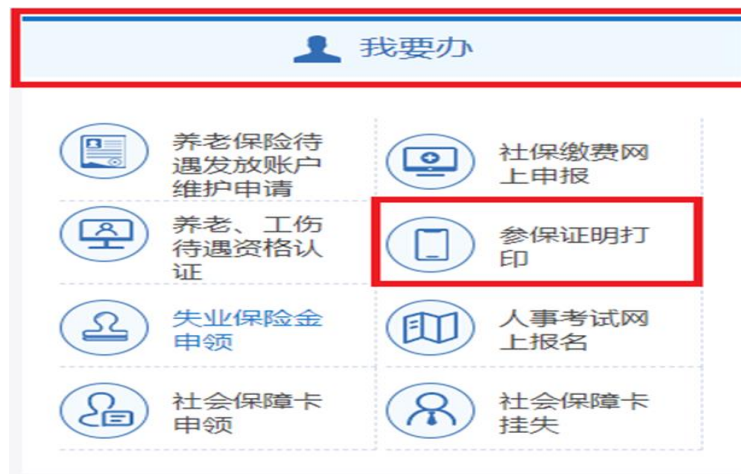 我要办
养老保险待
遇发放账户
维护申请
社保缴费网
上申报
养老、工伤
待遇资格认
证
参保证明打
印
失业保险金
申领
人事考试网
上报名
社会保障卡
申领
社会保障卡
挂失